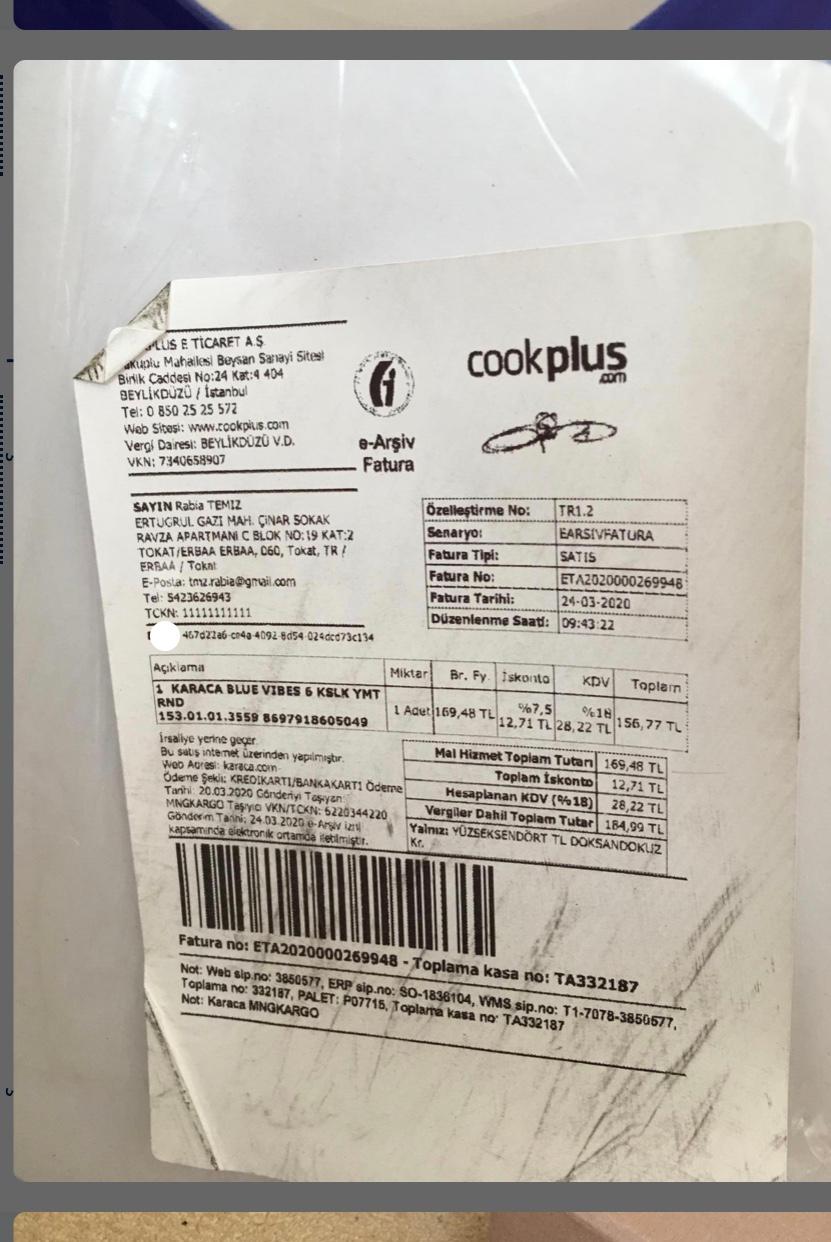 PLUS E TİCARET A.Ş.
akuplu Mahallesi Beysan Sanayi Sitesi
Birlik Caddesi No:24 Kat:4 404
BEYLİKDÜZÜ / İstanbul
Tel: 0 850 25 25 572
Web Sitesi: www.cookplus.com
Vergi Dairesi: BEYLİKDÜZÜ V.D.
VKN: 7340658907
e-Arşiv
Fatura
cookplus
.com
SAYIN Rabia TEMİZ
ERTUGRUL GAZI MAH. ÇINAR SOKAK
RAVZA APARTMANI C BLOK NO:19 KAT:2
TOKAT/ERBAA ERBAA, 060, Tokat, TR /
ERBAA / Tokat
E-Posta: tmz.rabia@gmail.com
Tel: 5423626943
TCKN: 11111111111
467d22a6-ce4a-4092-8d54-024dcd73c134
Özelleştirme No: TR1.2
Senaryo: EARSIVFATURA
Fatura Tipi: SATIS
Fatura No: ETA2020000269948
Fatura Tarihi: 24-03-2020
Düzenlenme Saati: 09:43:22
Açıklama Miktar Br. Fy. İskonto KDV Toplam
1 KARACA BLUE VIBES 6 KSLK YMT
RND
153.01.01.3559 8697918605049 1 Adet 169,48 TL %7,5 12,71 TL %18 28,22 TL 156,77 TL
İrsaliye yerine geçer.
Bu satış internet üzerinden yapılmıştır.
Web Adresi: karaca.com
Ödeme Şekli: KREDIKARTI/BANKAKARTI Ödeme
Tarihi: 20.03.2020 Gönderiyi Taşıyan:
MNGKARGO Taşıyıcı VKN/TCKN: 6220344220
Gönderim Tarihi: 24.03.2020 e-Arşiv izni
kapsamında elektronik ortamda iletilmiştir.
Mal Hizmet Toplam Tutarı 169,48 TL
Toplam İskonto 12,71 TL
Hesaplanan KDV (%18) 28,22 TL
Vergiler Dahil Toplam Tutar 184,99 TL
Yalnız: YÜZSEKSENDÖRT TL DOKSANDOKUZ
Kr.
Fatura no: ETA2020000269948 - Toplama kasa no: TA332187
Not: Web sip.no: 3850577, ERP sip.no: SO-1836104, WMS sip.no: T1-7078-3850577,
Toplama no: 332187, PALET: P07715, Toplama kasa no: TA332187
Not: Karaca MNGKARGO